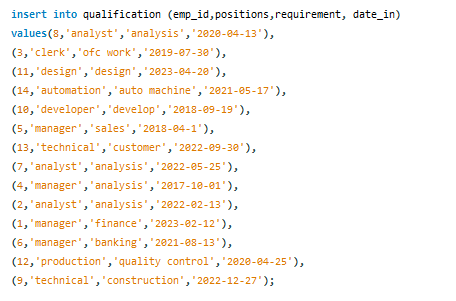 insert into qualification (emp_id,positions,requirement, date_in)
values(8,'analyst','analysis','2020-04-13'),
(3,'clerk','ofc work','2019-07-30'),
(11,'design','design','2023-04-20'),
(14,'automation','auto machine','2021-05-17'),
(10,'developer','develop','2018-09-19'),
(5,'manager','sales','2018-04-1'),
(13,'technical','customer','2022-09-30'),
(7,'analyst','analysis','2022-05-25'),
(4,'manager','analysis','2017-10-01'),
(2,'analyst','analysis','2022-02-13'),
(1,'manager','finance','2023-02-12'),
(6,'manager','banking','2021-08-13'),
(12,'production','quality control','2020-04-25'),
(9,'technical','construction','2022-12-27');